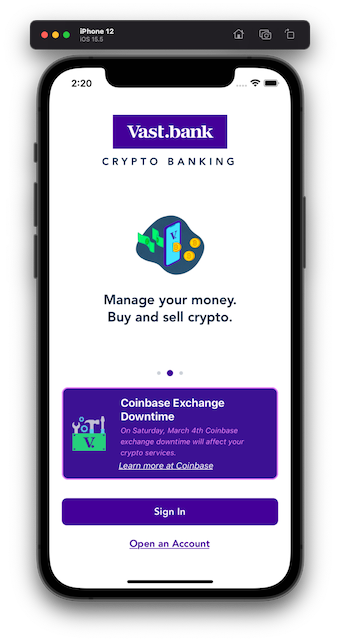 iPhone 12
iOS 15.5
2:20
Vast.bank
CRYPTO BANKING
V.
Manage your money.
Buy and sell crypto.
Coinbase Exchange
Downtime
On Saturday, March 4th Coinbase
exchange downtime will affect your
crypto services.
V.
Learn more at Coinbase
Sign In
Open an Account